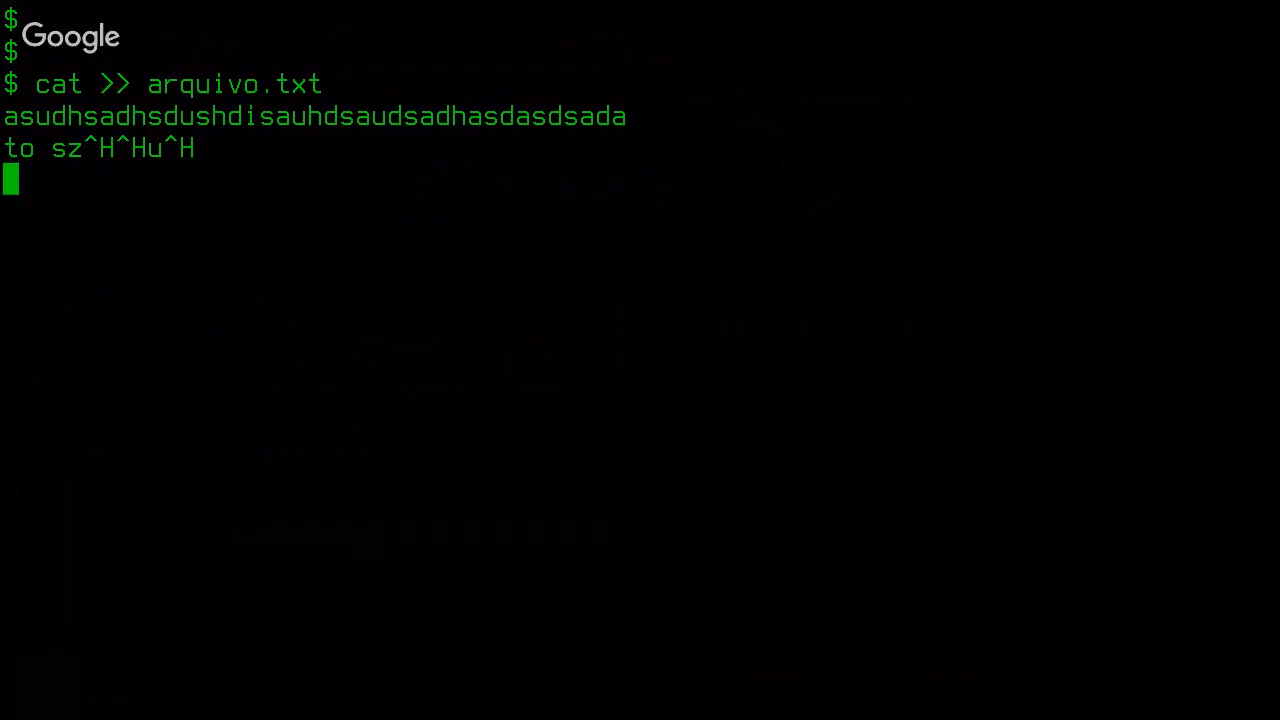 $
Google
$
$ cat >> arquivo.txt
asudhsadhsdushdisauhdsaudsadhasdasdsada
to sz^H^Hu^H